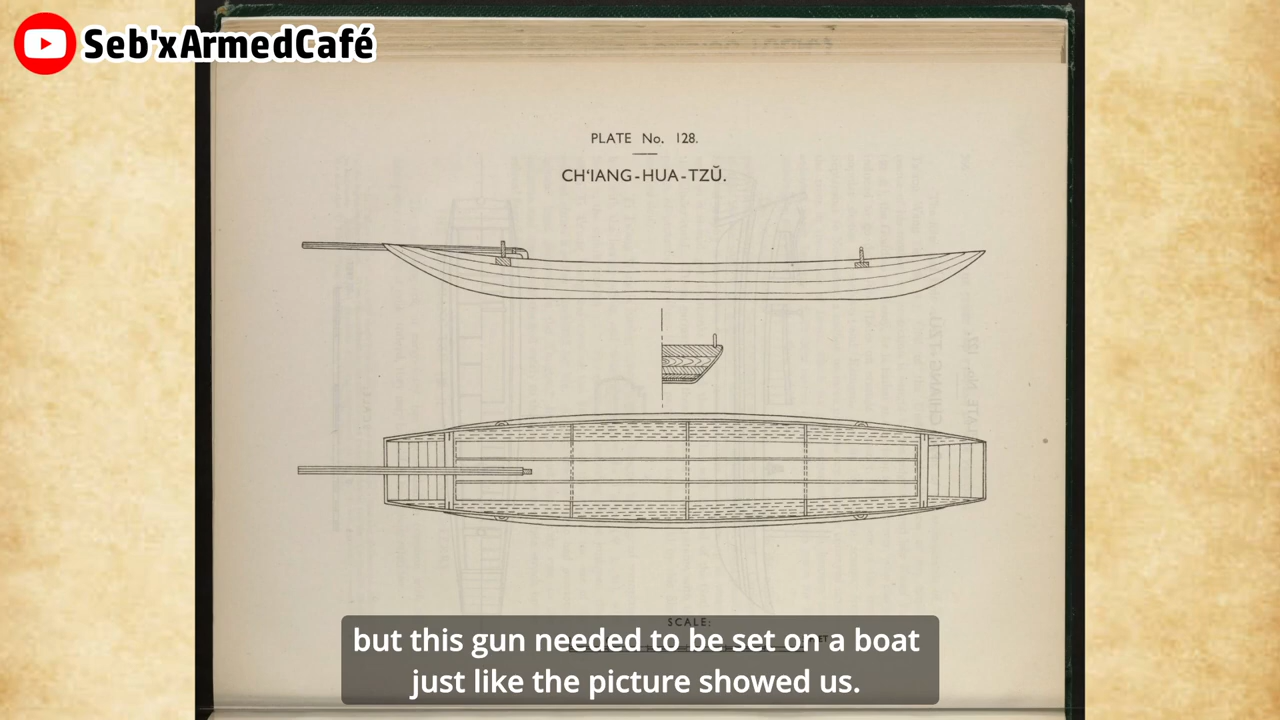 Seb'xArmedCafé
PLATE No. 128.
CH'IANG-HUA-TZŬ.
SCALE:
but this gun needed to be set on a boat
just like the picture showed us.